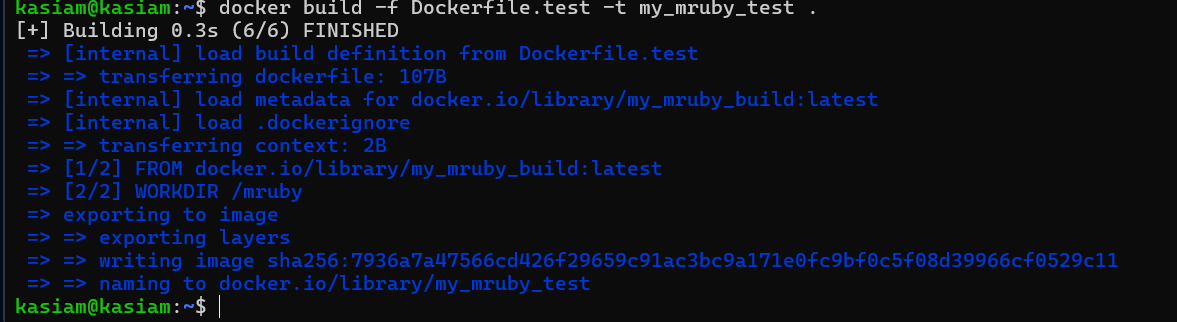 kasiam@kasiam:~$ docker build -f Dockerfile.test -t my_mruby_test .
[+] Building 0.3s (6/6) FINISHED
=> [internal] load build definition from Dockerfile.test
=> => transferring dockerfile: 107B
=> [internal] load metadata for docker.io/library/my_mruby_build:latest
=> [internal] load .dockerignore
=> => transferring context: 2B
=> [1/2] FROM docker.io/library/my_mruby_build:latest
=> [2/2] WORKDIR /mruby
=> exporting to image
=> => exporting layers
=> => writing image sha256:7936a7a47566cd426f29659c91ac3bc9a171e0fc9bf0c5f08d39966cf0529c11
=> => naming to docker.io/library/my_mruby_test
kasiam@kasiam:~$